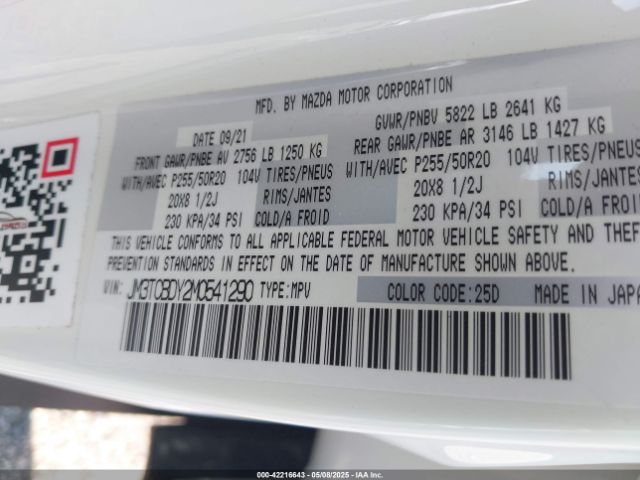 MFD. BY MAZDA MOTOR CORPORATION
DATE 09/21
GVWR/PNBV 5822 LB 2641 KG
FRONT GAWR/PNBE AV 2756 LB 1250 KG
REAR GAWR/PNBE AR 3146 LB 1427 KG
WITH/AVEC P255/50R20 104V TIRES/PNEUS
WITH/AVEC P255/50R20 104V TIRES/PNEUS
20X8 1/2J RIMS/JANTES
20X8 1/2J RIMS/JANTES
230 KPA/34 PSI COLD/A FROID
230 KPA/34 PSI COLD/A FROID
THIS VEHICLE CONFORMS TO ALL APPLICABLE FEDERAL MOTOR VEHICLE SAFETY AND THEF
PREVENTION STANDARDS IN EFFECT ON THE DATE OF MANUFACTURE SHOWN ABOVE.
VIN: JM3TCBDY2M0541290 TYPE:MPV
COLOR CODE:25D MADE IN JAPA
000-42216643 - 05/08/2025 - IAAI.COM